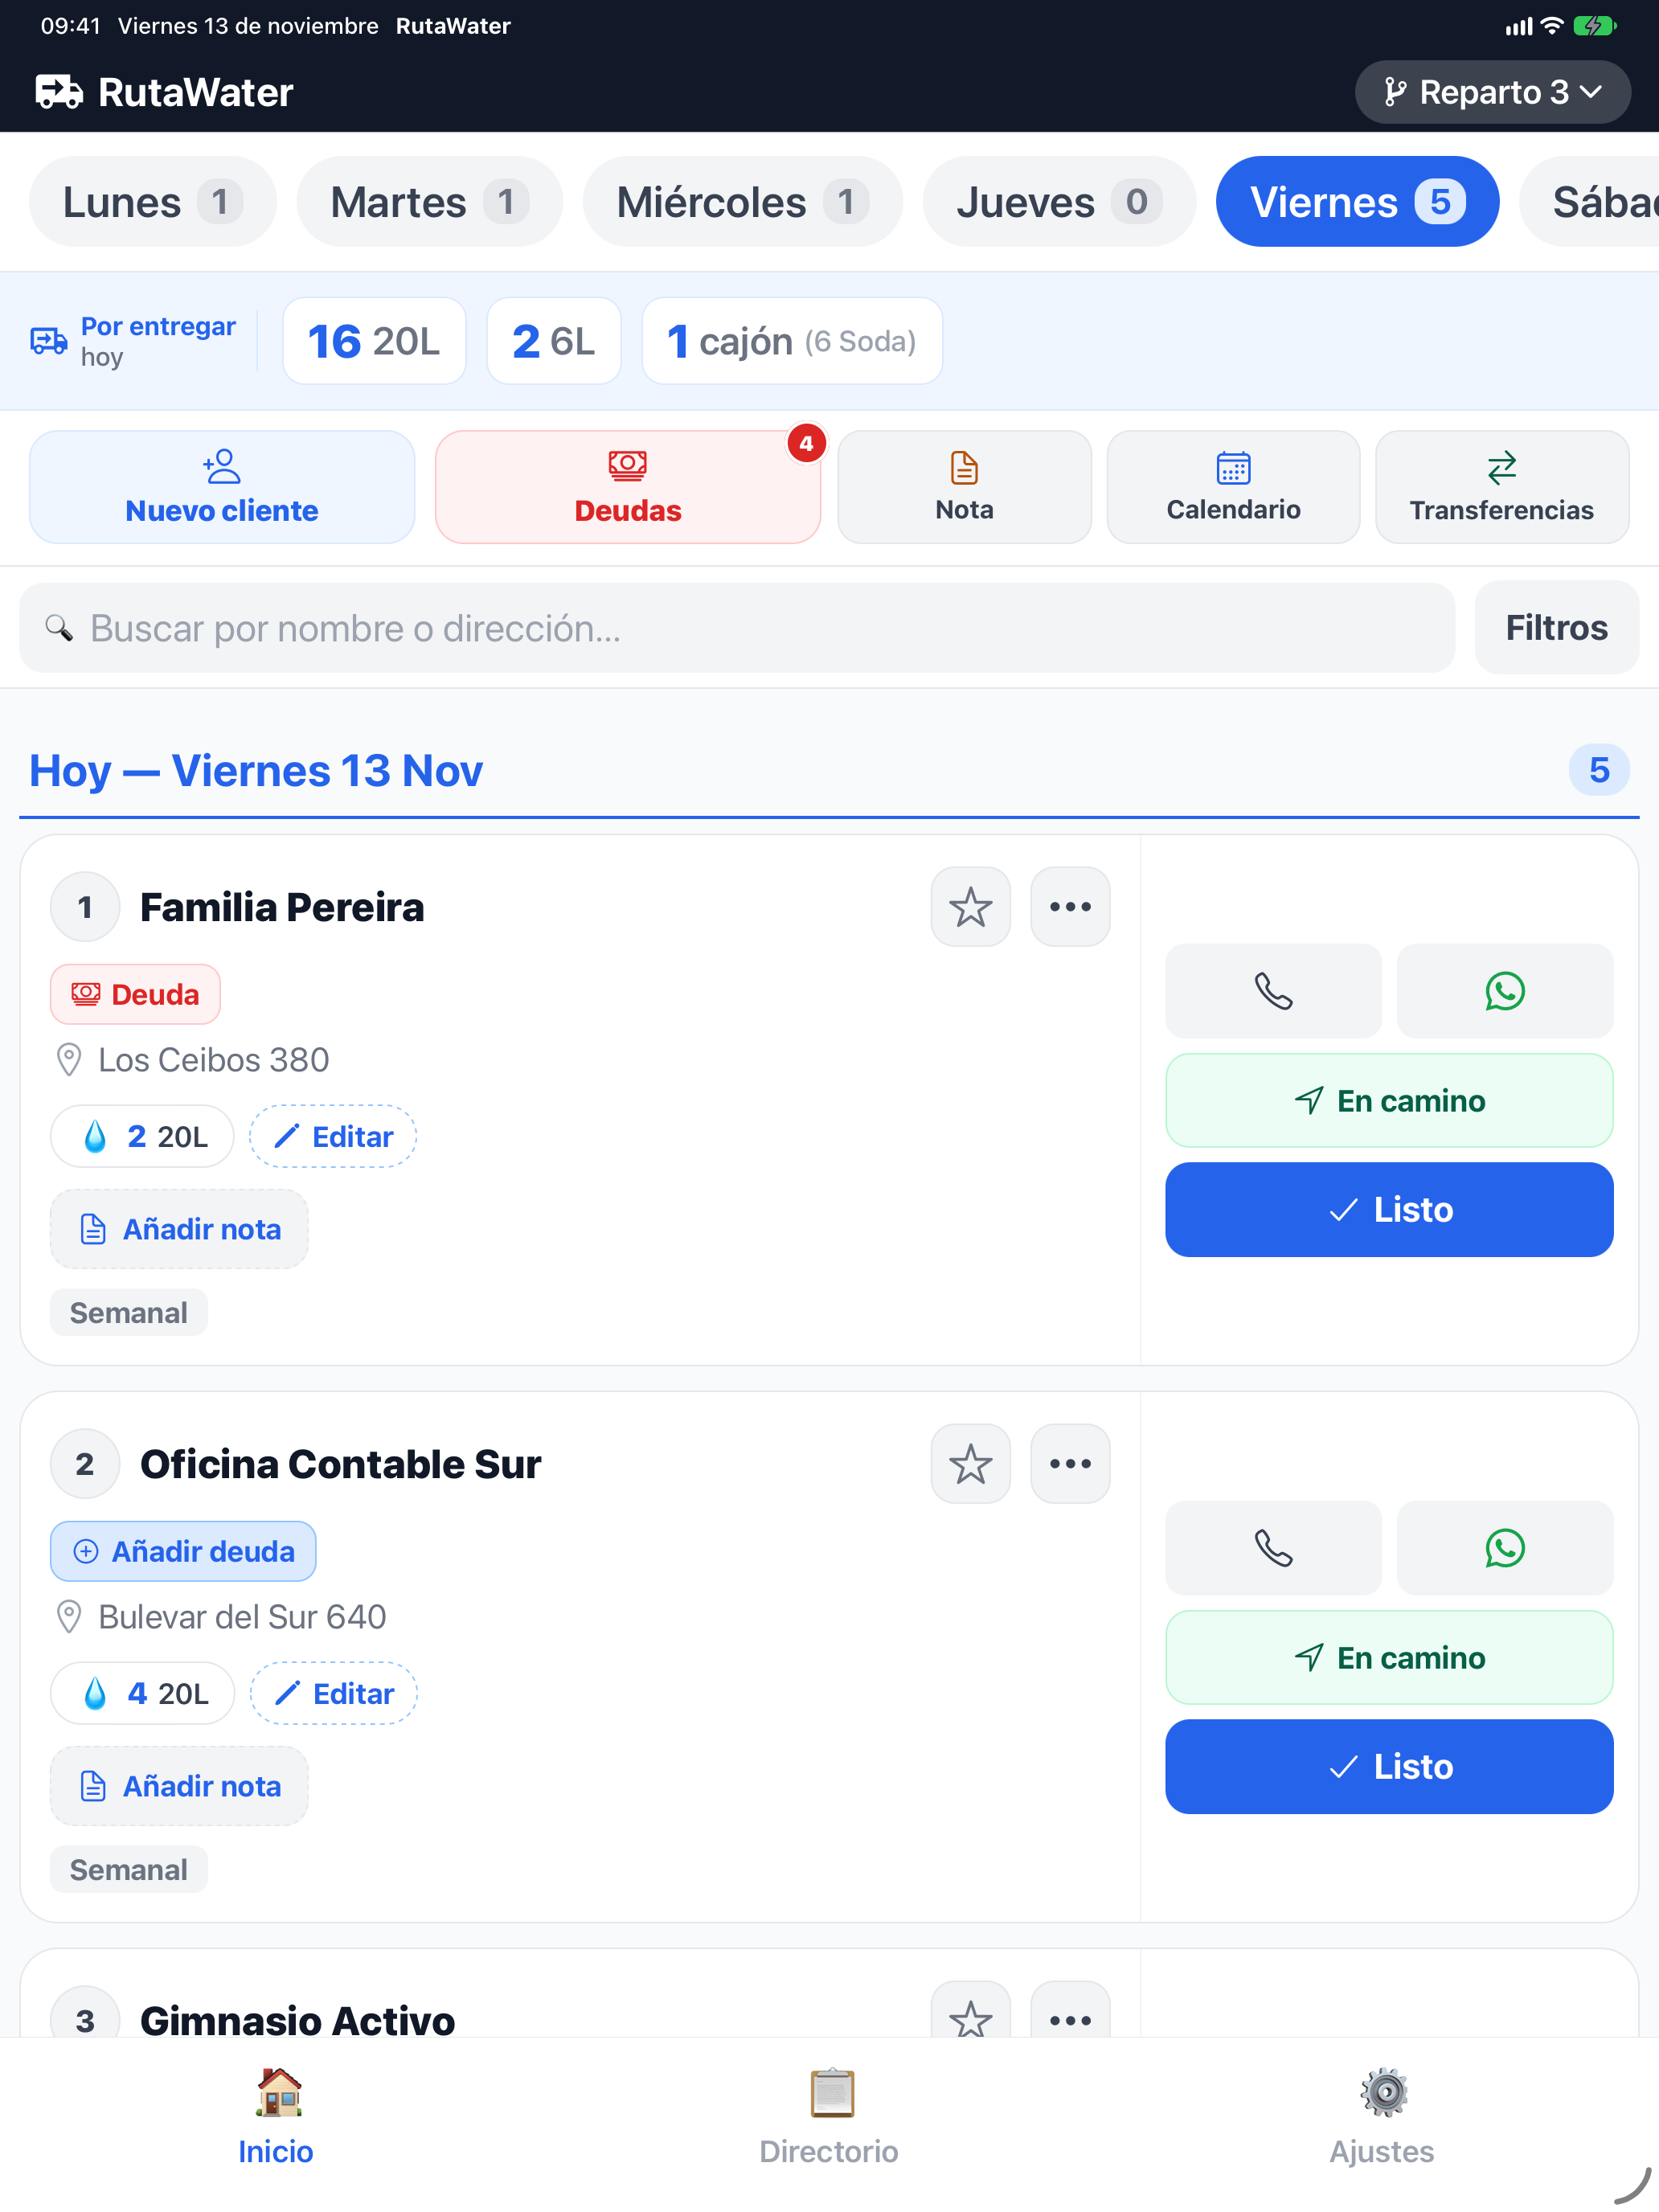 09:41 Viernes 13 de noviembre RutaWater
RutaWater
Reparto 3
Lunes 1
Martes 1
Miércoles 1
Jueves 0
Viernes 5
Sábad
Por entregar
hoy
16 20L
2 6L
1 cajón (6 Soda)
Nuevo cliente
Deudas
4
Nota
Calendario
Transferencias
Buscar por nombre o dirección...
Filtros
Hoy — Viernes 13 Nov
5
1 Familia Pereira
Deuda
Los Ceibos 380
2 20L
Editar
Añadir nota
Semanal
En camino
Listo
2 Oficina Contable Sur
Añadir deuda
Bulevar del Sur 640
4 20L
Editar
Añadir nota
Semanal
En camino
Listo
3 Gimnasio Activo
Inicio
Directorio
Ajustes